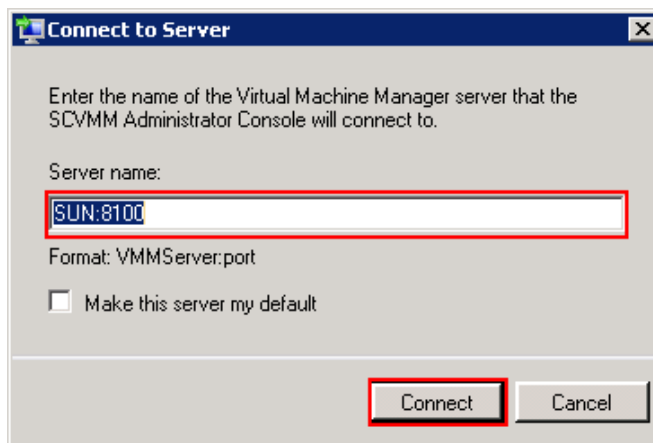 Connect to Server
Enter the name of the Virtual Machine Manager server that the
SCVMM Administrator Console will connect to.
Server name:
SUN:8100
Format: VMMServer:port
Make this server my default
Connect
Cancel